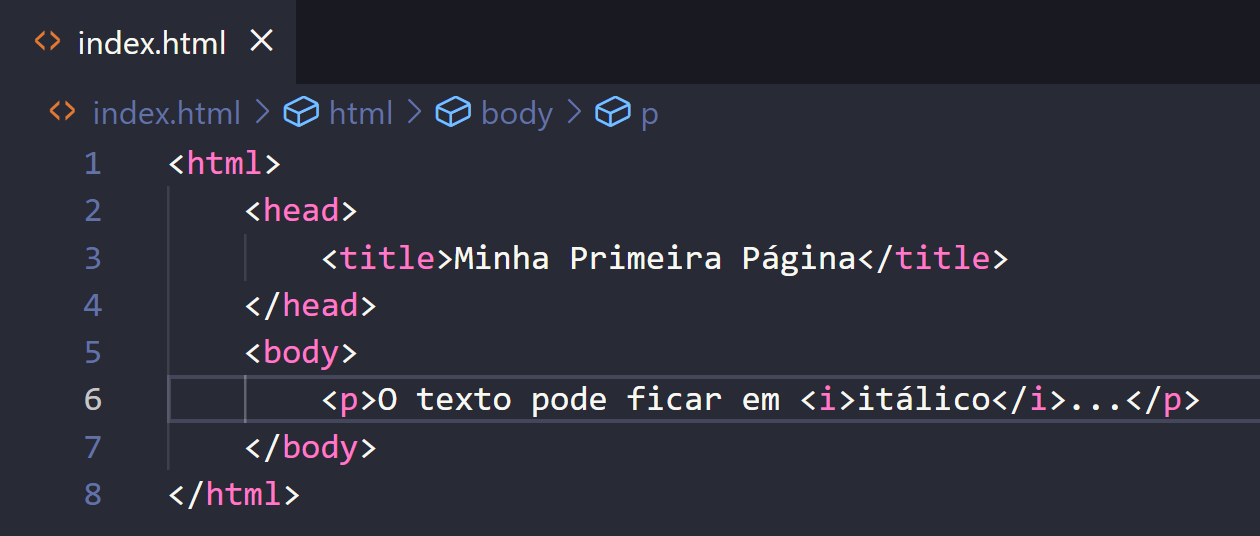 index.html
index.html > html > body > p
1 <html>
2 <head>
3 <title>Minha Primeira Página</title>
4 </head>
5 <body>
6 <p>O texto pode ficar em <i>itálico</i>...</p>
7 </body>
8 </html>